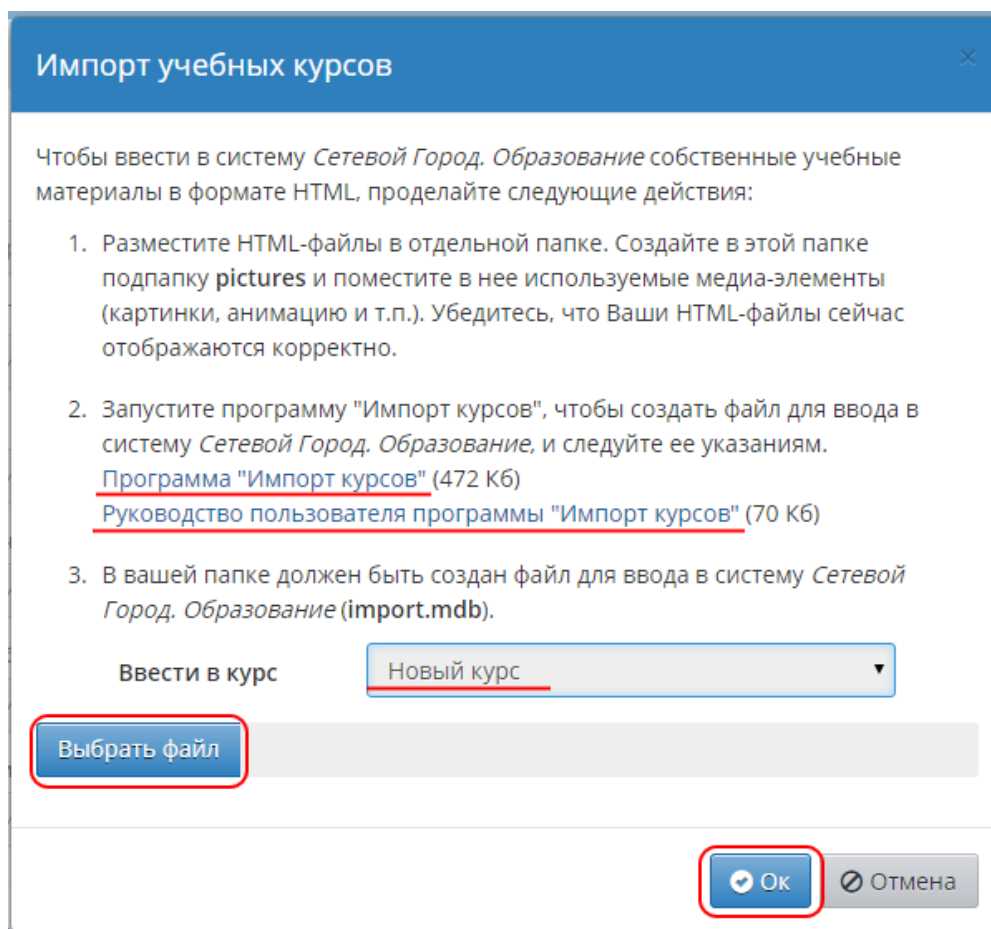 Импорт учебных курсов
×
Чтобы ввести в систему Сетевой Город. Образование собственные учебные
материалы в формате HTML, проделайте следующие действия:
1. Разместите HTML-файлы в отдельной папке. Создайте в этой папке
подпапку pictures и поместите в нее используемые медиа-элементы
(картинки, анимацию и т.п.). Убедитесь, что Ваши HTML-файлы сейчас
отображаются корректно.
2. Запустите программу "Импорт курсов", чтобы создать файл для ввода в
систему Сетевой Город. Образование, и следуйте ее указаниям.
Программа "Импорт курсов" (472 Кб)
Руководство пользователя программы "Импорт курсов" (70 Кб)
3. В вашей папке должен быть создан файл для ввода в систему Сетевой
Город. Образование (import.mdb).
Ввести в курс Новый курс
Выбрать файл
Ок Отмена